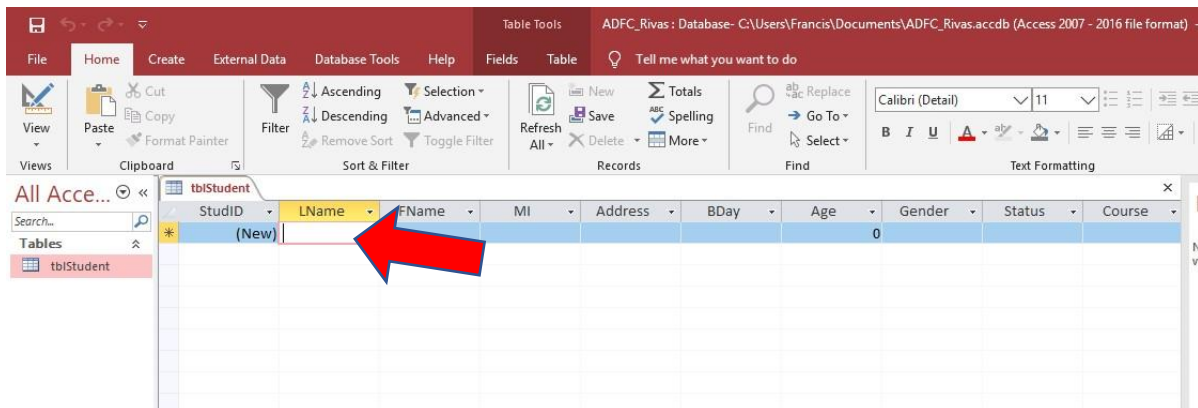 Table Tools ADFC_Rivas : Database- C:\Users\Francis\Documents\ADFC_Rivas.accdb (Access 2007 - 2016 file format)
File Home Create External Data Database Tools Help Fields Table Tell me what you want to do
View
Views
Paste
Cut
Copy
Format Painter
Clipboard
Filter
Ascending
Descending
Remove Sort
Selection
Advanced
Toggle Filter
Sort & Filter
Refresh
All
New
Save
Delete
Totals
Spelling
More
Records
Find
Replace
Go To
Select
Find
Calibri (Detail) 11
B I U A
Text Formatting
All Acce...
Search...
Tables
tblStudent
tblStudent
StudID LName FName MI Address BDay Age Gender Status Course
(New) 0